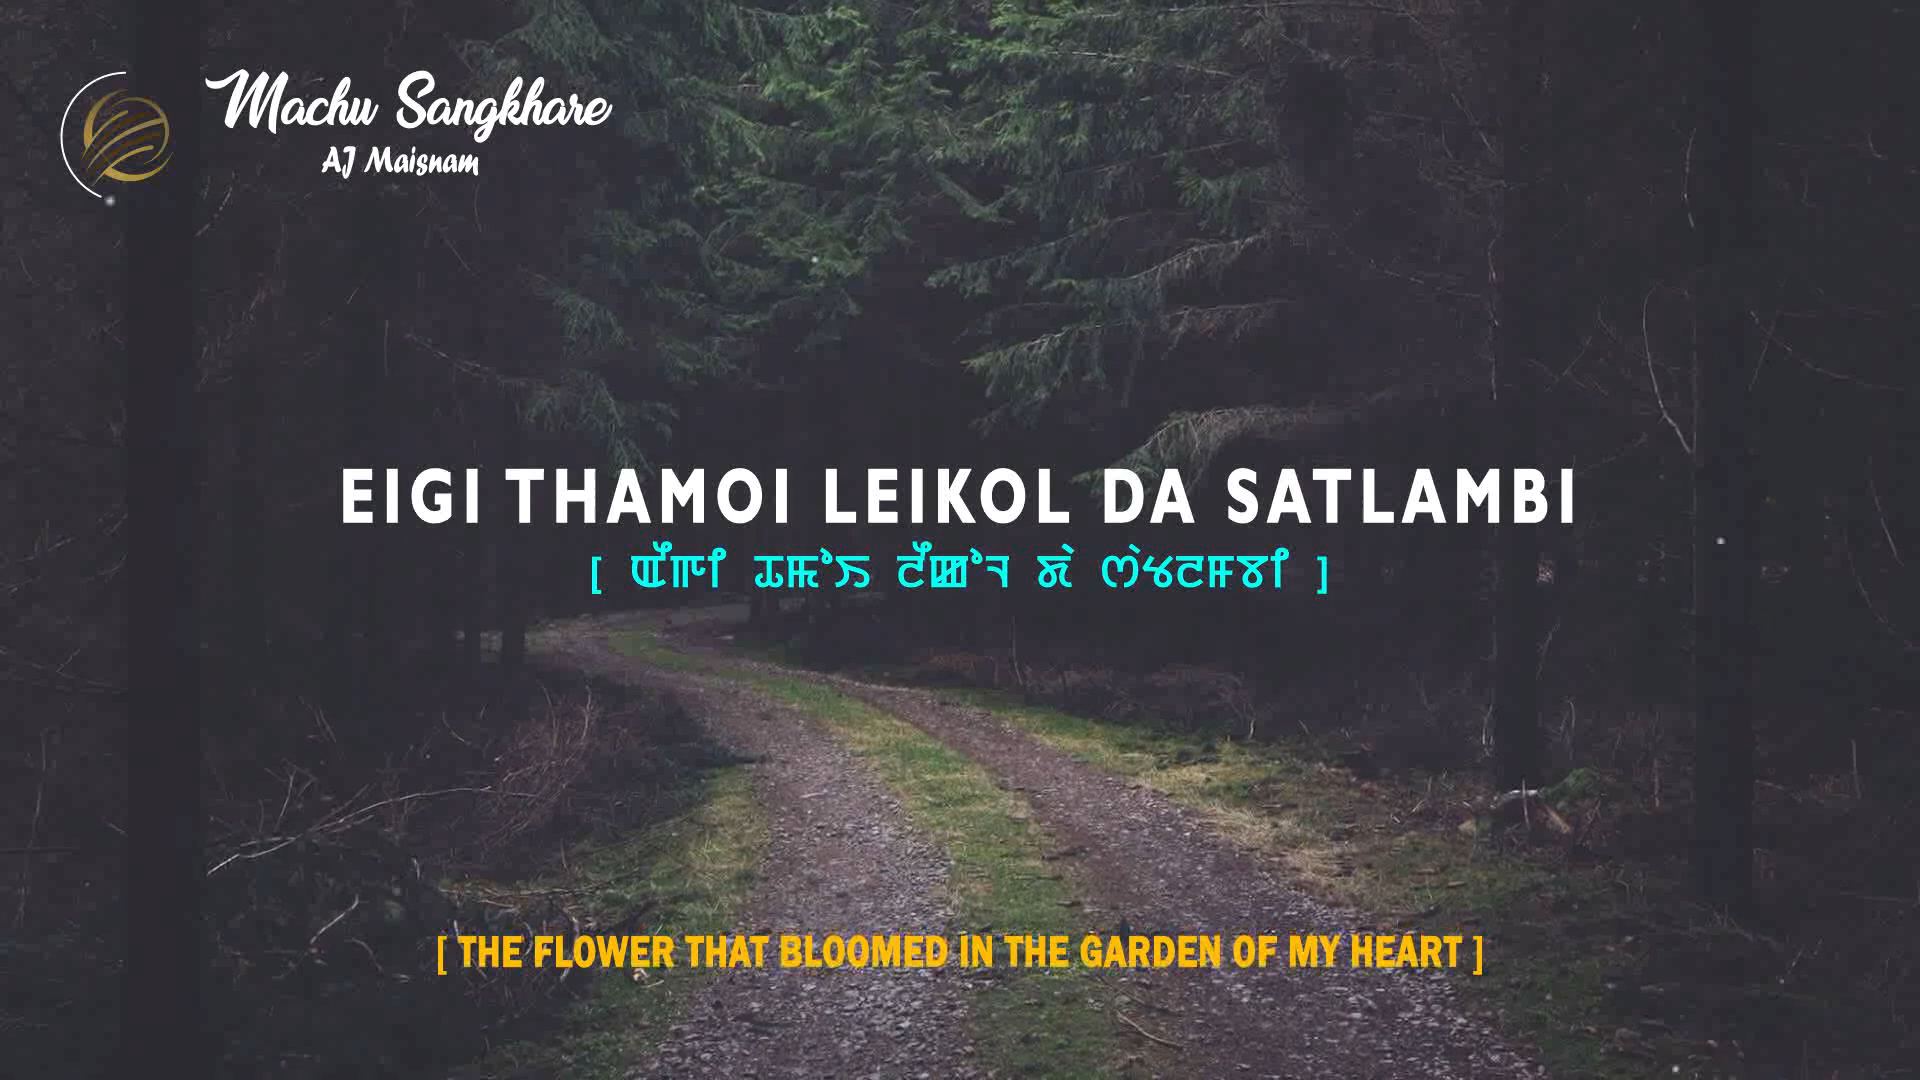 Machu Sangkhare
AJ Maisnam
EIGI THAMOI LEIKOL DA SATLAMBI
[ ꯑꯩꯒꯤ ꯊꯃꯣꯢ ꯂꯩꯀꯣꯜ ꯗꯥ ꯁꯥꯠꯂꯝꯕꯤ ]
[ THE FLOWER THAT BLOOMED IN THE GARDEN OF MY HEART ]